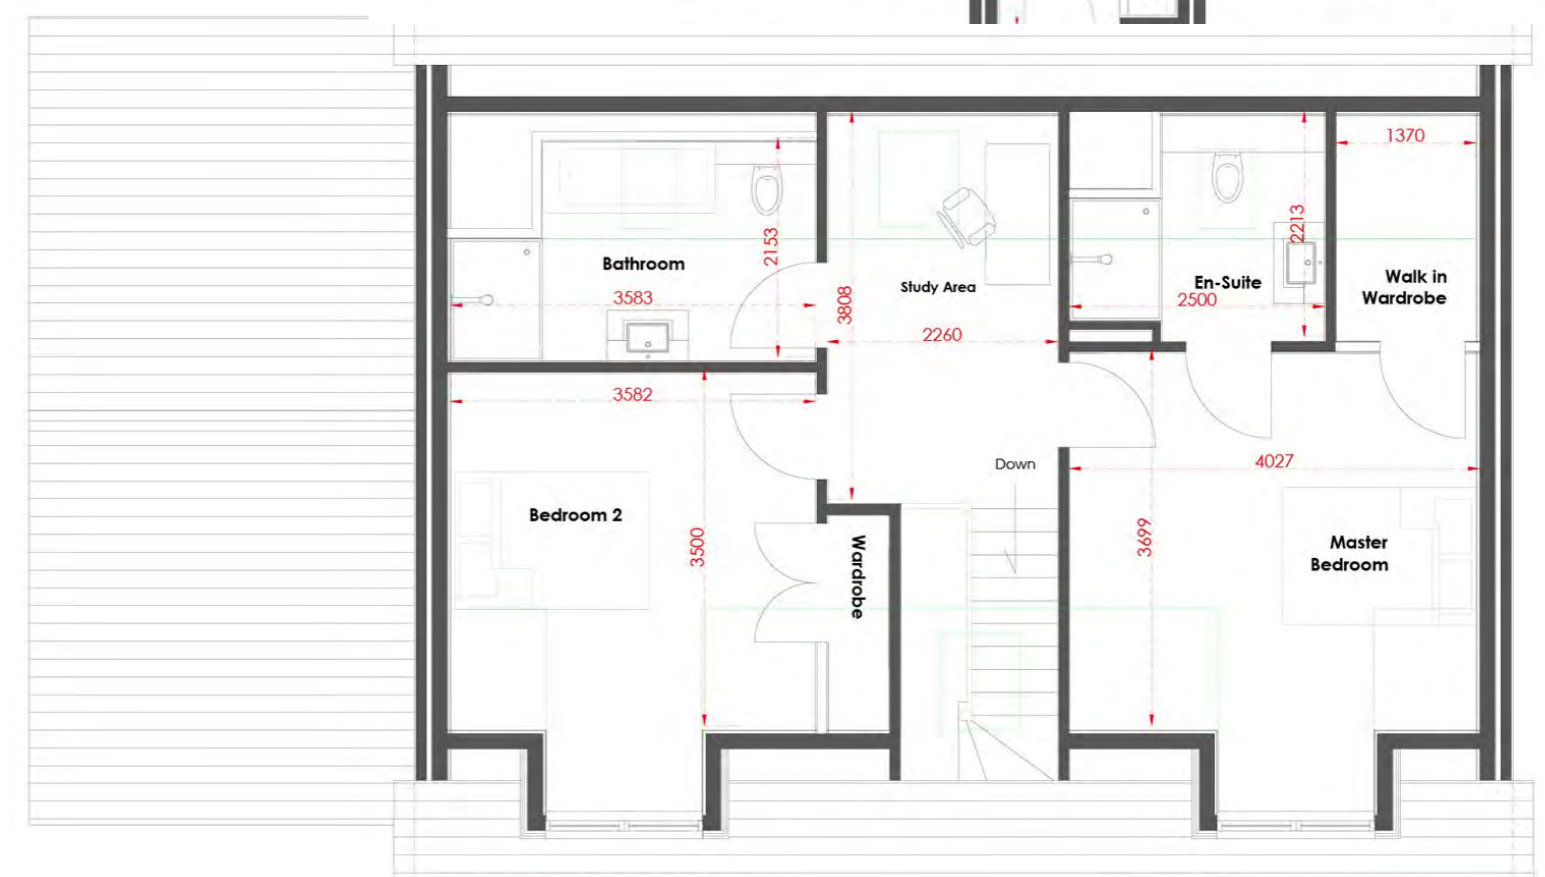 1370
Bathroom
2153
3583
3808
Study Area
2260
2213
En-Suite
2500
Walk in
Wardrobe
3582
Bedroom 2
3500
Wardrobe
Down
4027
3699
Master
Bedroom